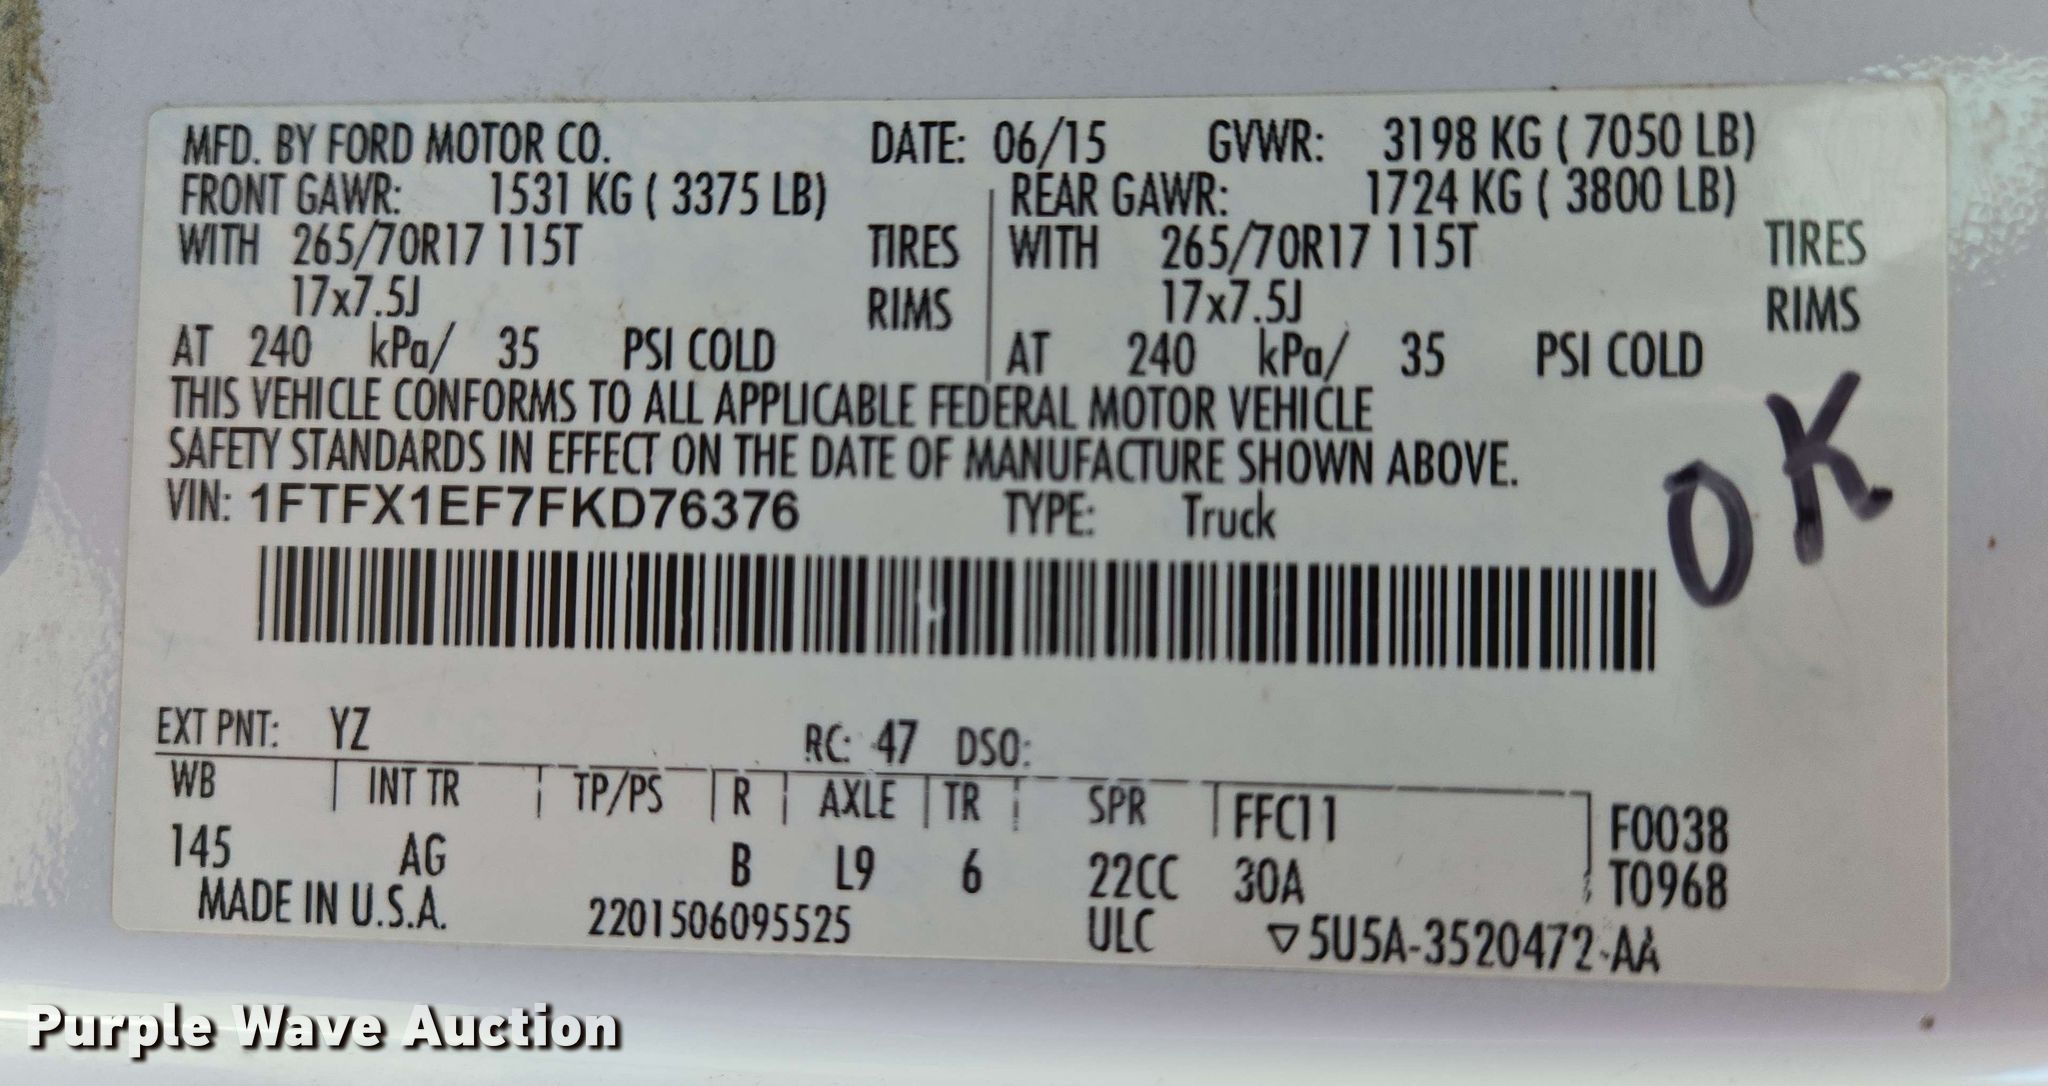 MFD. BY FORD MOTOR CO. DATE: 06/15 GVWR: 3198 KG ( 7050 LB)
FRONT GAWR: 1531 KG ( 3375 LB) REAR GAWR: 1724 KG ( 3800 LB)
WITH 265/70R17 115T TIRES WITH 265/70R17 115T TIRES
17x7.5J RIMS 17x7.5J RIMS
AT 240 kPa/ 35 PSI COLD AT 240 kPa/ 35 PSI COLD
THIS VEHICLE CONFORMS TO ALL APPLICABLE FEDERAL MOTOR VEHICLE
SAFETY STANDARDS IN EFFECT ON THE DATE OF MANUFACTURE SHOWN ABOVE.
VIN: 1FTFX1EF7FKD76376 TYPE: Truck
OK
EXT PNT: YZ RC: 47 DSO:
WB INT TR TP/PS R AXLE TR SPR FFC11 F0038
145 AG B L9 6 22CC 30A T0968
MADE IN U.S.A. 2201506095525 ULC ▽5U5A-3520472-AA
Purple Wave Auction